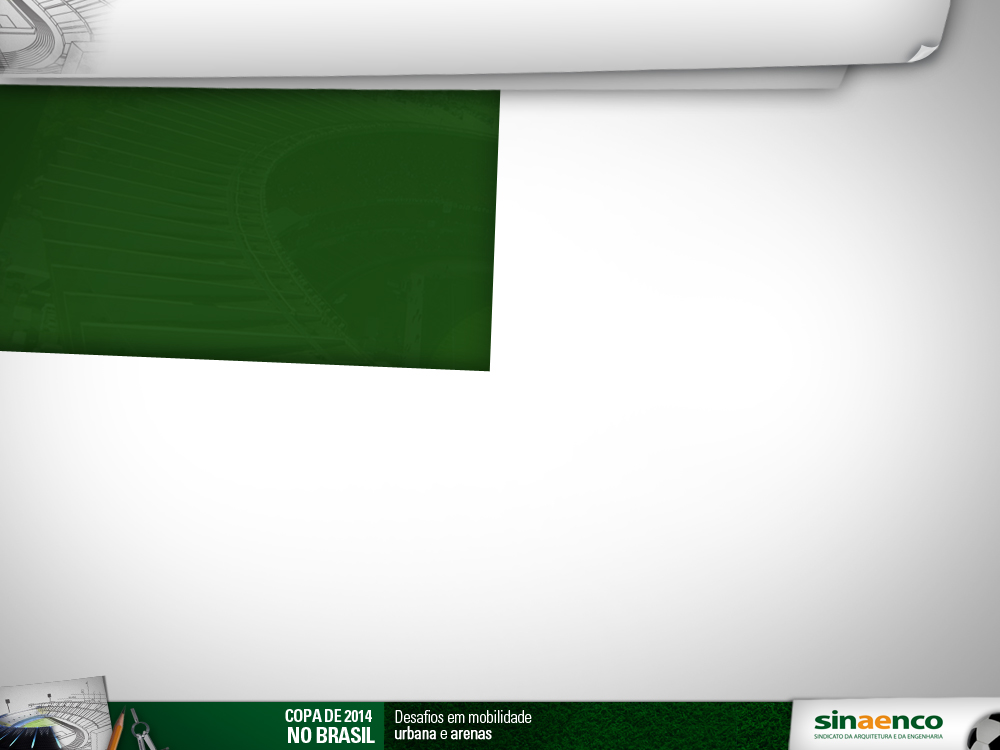 COPA DE 2014
NO BRASIL
Desafios em mobilidade
urbana e arenas
sinaenco
SINDICATO DA ARQUITETURA E DA ENGENHARIA